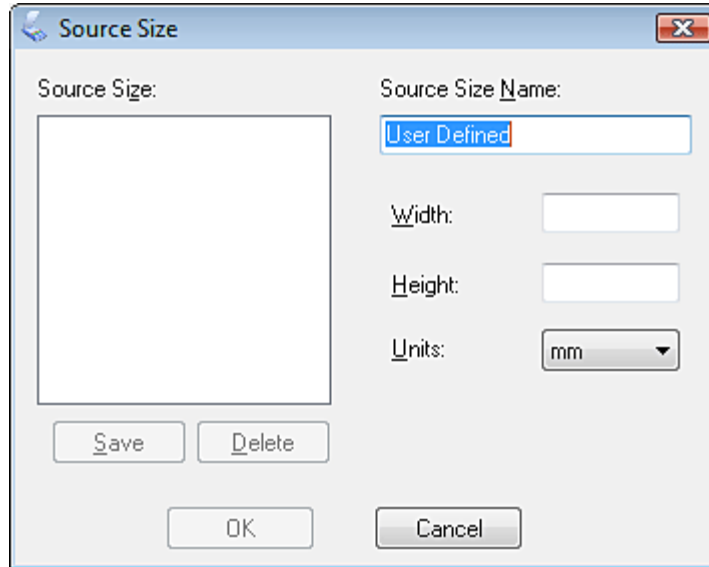 Source Size
Source Size:
Source Size Name:
User Defined
Width:
Height:
Units:
mm
Save
Delete
OK
Cancel